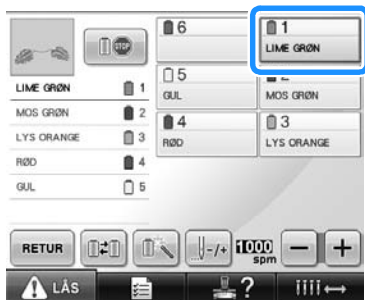 6
1
LIME GRØN
LIME GRØN 1
5
GUL
MOS GRØN
MOS GRØN 2
LYS ORANGE 3
4
RØD
3
LYS ORANGE
RØD 4
GUL 5
RETUR
-/+
1000
spm
- +
LÅS
?